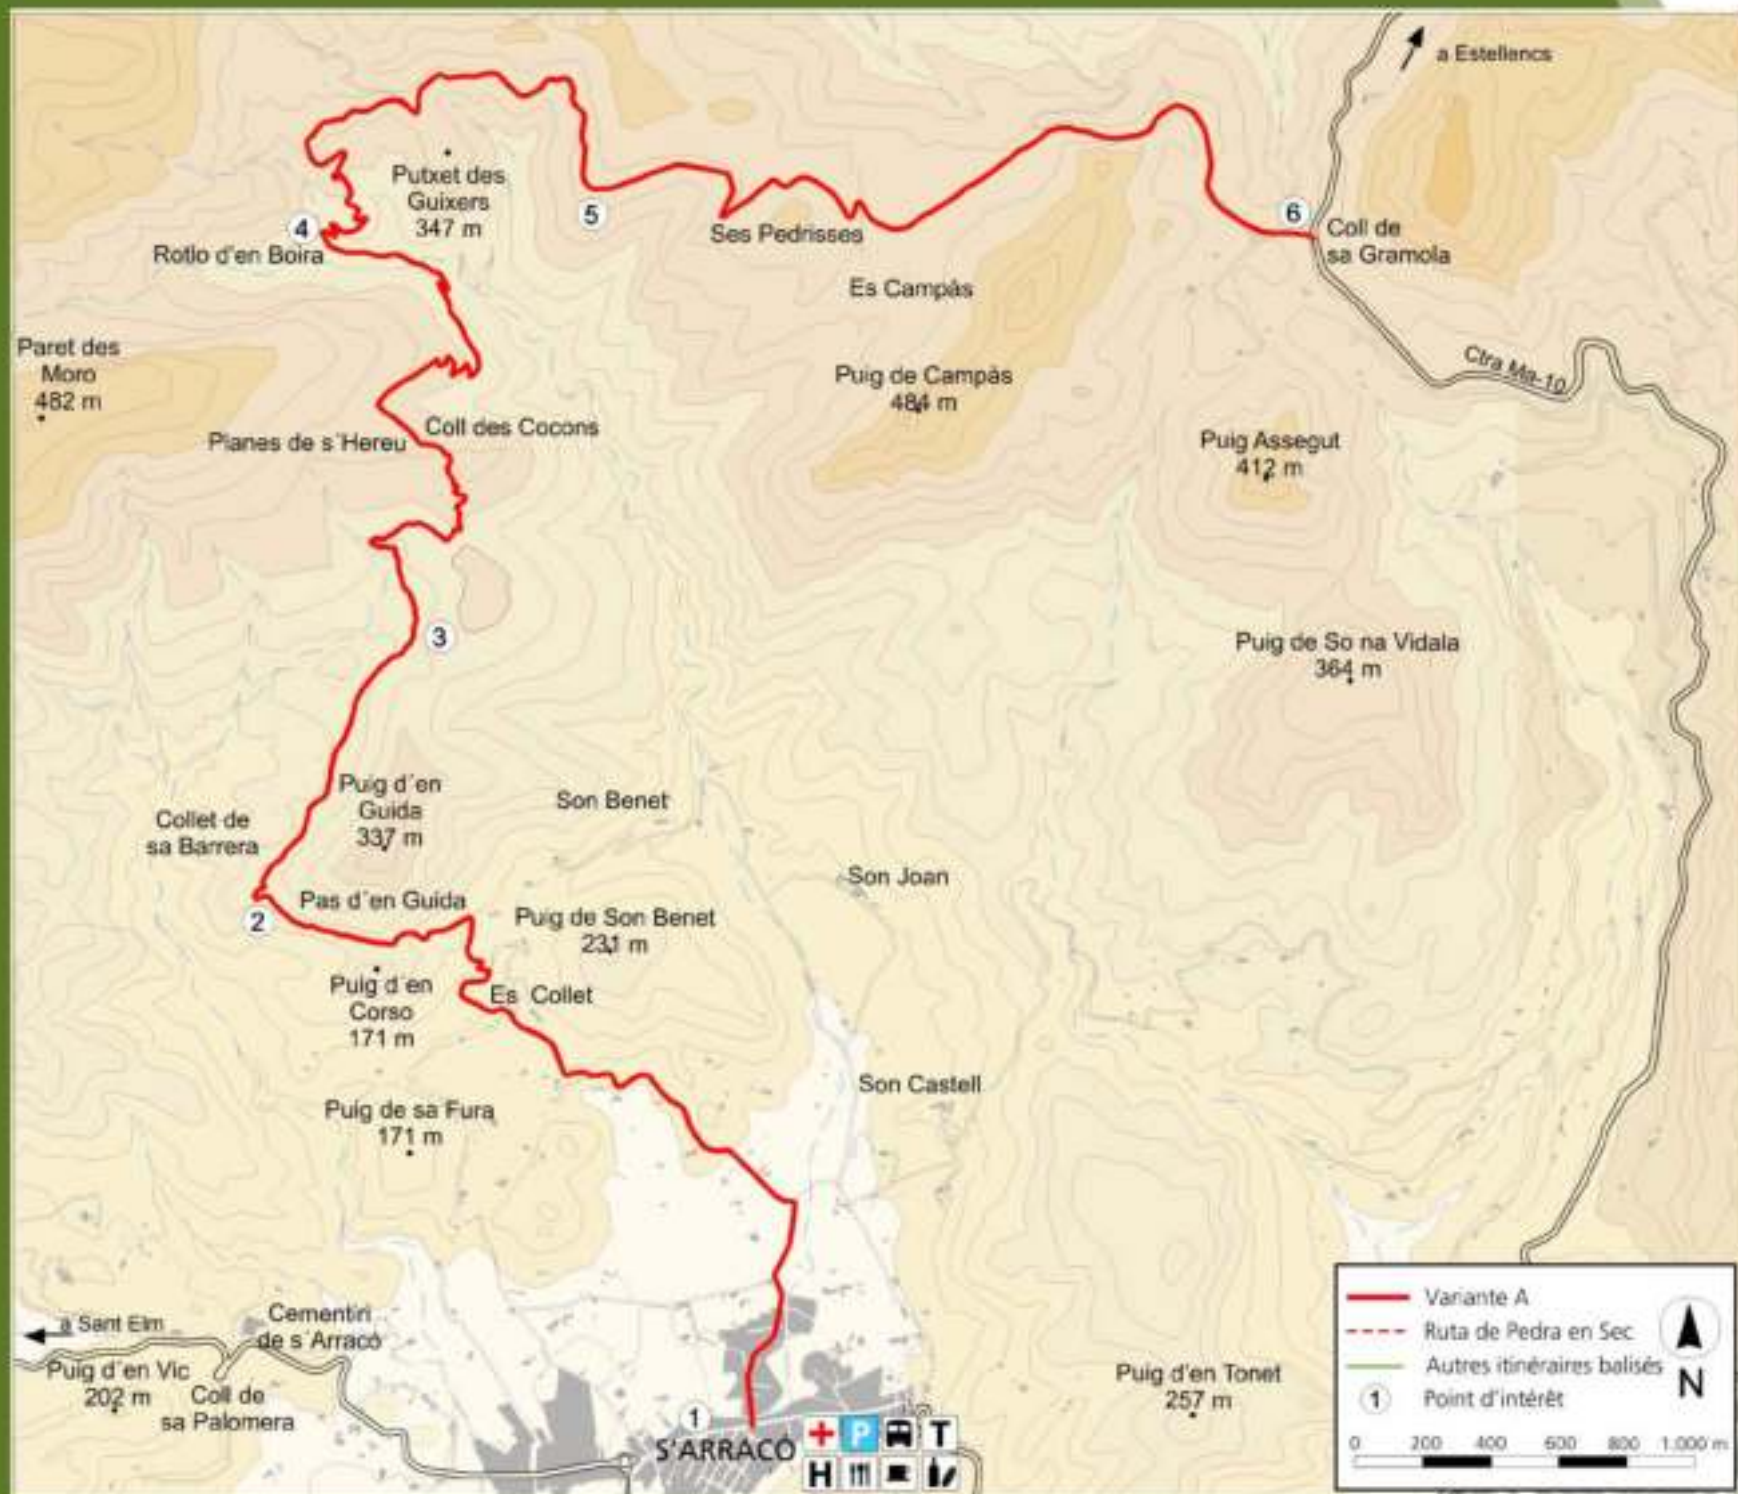 a Estellencs
Putxet des
Guixers
347 m
4
Rotlo d'en Boira
5
Ses Pedrisses
6
Coll de
sa Gramola
Es Campàs
Paret des
Moro
482 m
Puig de Campàs
484 m
Ctra Ma-10
Coll des Cocons
Planes de s´Hereu
Puig Assegut
412 m
3
Puig de So na Vidala
364 m
Puig d´en
Guida
337 m
Son Benet
Collet de
sa Barrera
Son Joan
2
Pas d´en Guida
Puig de Son Benet
231 m
Puig d´en
Corso
171 m
Es Collet
Son Castell
Puig de sa Fura
171 m
a Sant Elm
Cementiri
de s´Arracó
Puig d´en Vic
202 m
Coll de
sa Palomera
Puig d'en Tonet
257 m
1
S'ARRACÓ
P
T
H
Variante A
Ruta de Pedra en Sec
Autres itinéraires balisés
1 Point d'intérêt
N
0 200 400 600 800 1.000 m